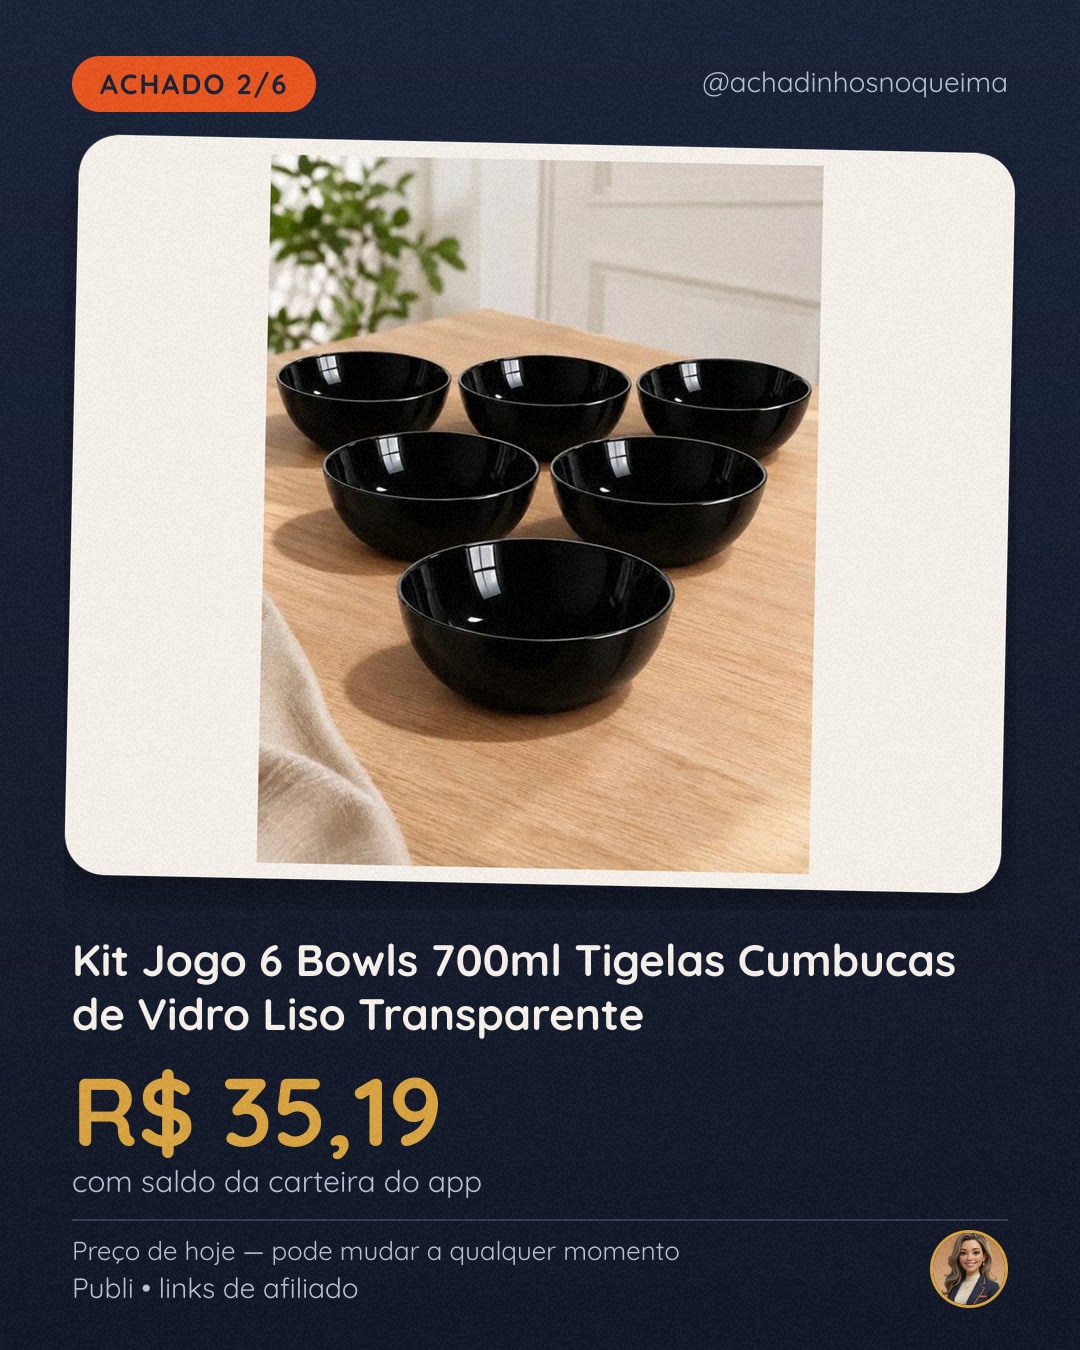 ACHADO 2/6
@achadinhosnoqueima
Kit Jogo 6 Bowls 700ml Tigelas Cumbucas
de Vidro Liso Transparente
R$ 35,19
com saldo da carteira do app
Preço de hoje — pode mudar a qualquer momento
Publi • links de afiliado